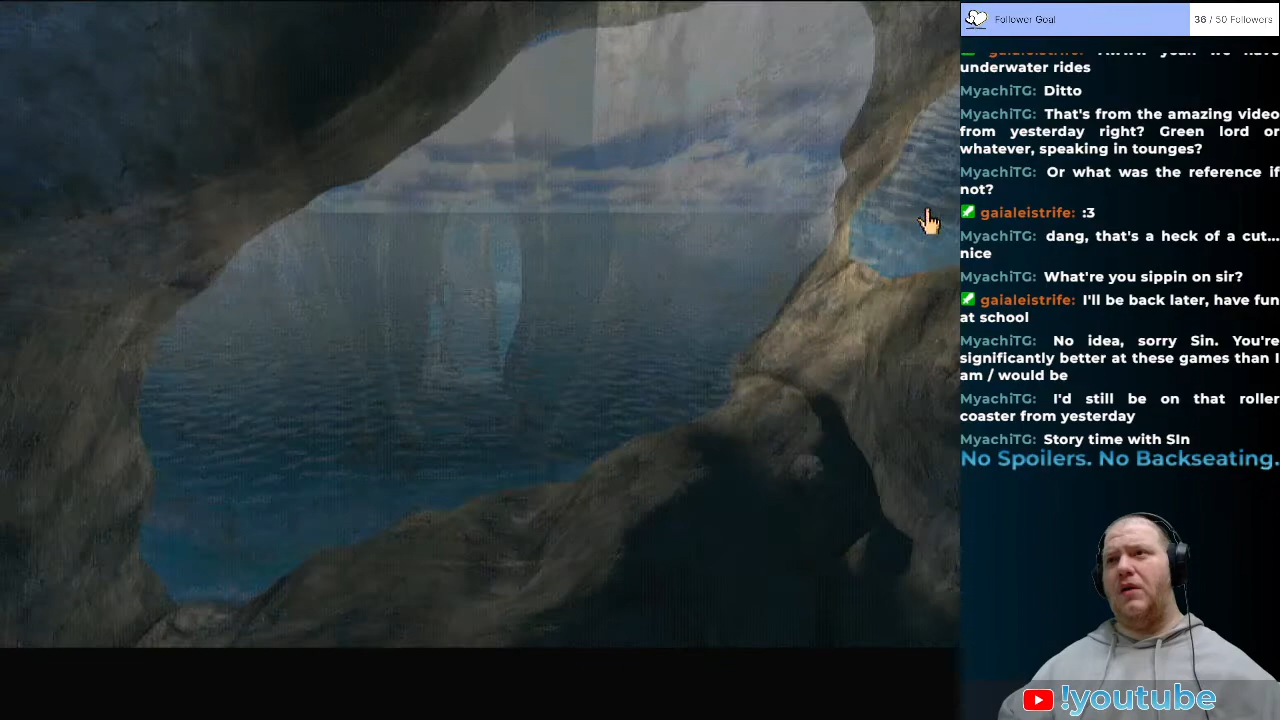 Follower Goal
36 / 50 Followers
underwater rides
MyachiTG: Ditto
MyachiTG: That's from the amazing video
from yesterday right? Green lord or
whatever, speaking in tounges?
MyachiTG: Or what was the reference if
not?
gaialeistrife: :3
MyachiTG: dang, that's a heck of a cut...
nice
MyachiTG: What're you sippin on sir?
gaialeistrife: I'll be back later, have fun
at school
MyachiTG: No idea, sorry Sin. You're
significantly better at these games than I
am / would be
MyachiTG: I'd still be on that roller
coaster from yesterday
MyachiTG: Story time with SIn
No Spoilers. No Backseating.
!youtube